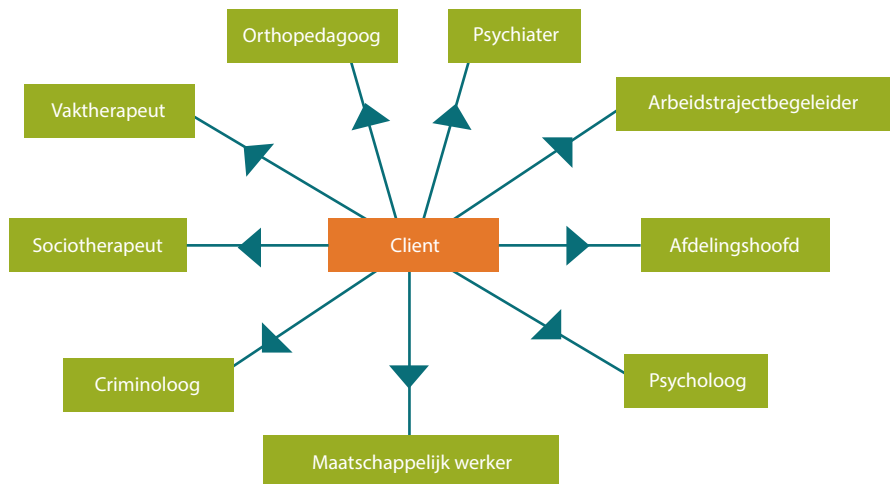 Orthopedagoog
Psychiater
Vaktherapeut
Arbeidstrajectbegeleider
Sociotherapeut
Client
Afdelingshoofd
Criminoloog
Psycholoog
Maatschappelijk werker